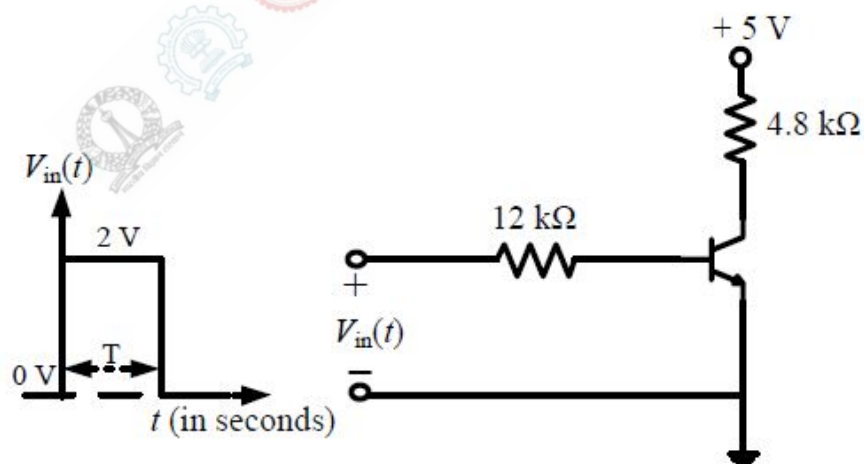 + 5 V
4.8 kΩ
V_in(t)
2 V
12 kΩ
+
V_in(t)
T
0 V
−
t (in seconds)